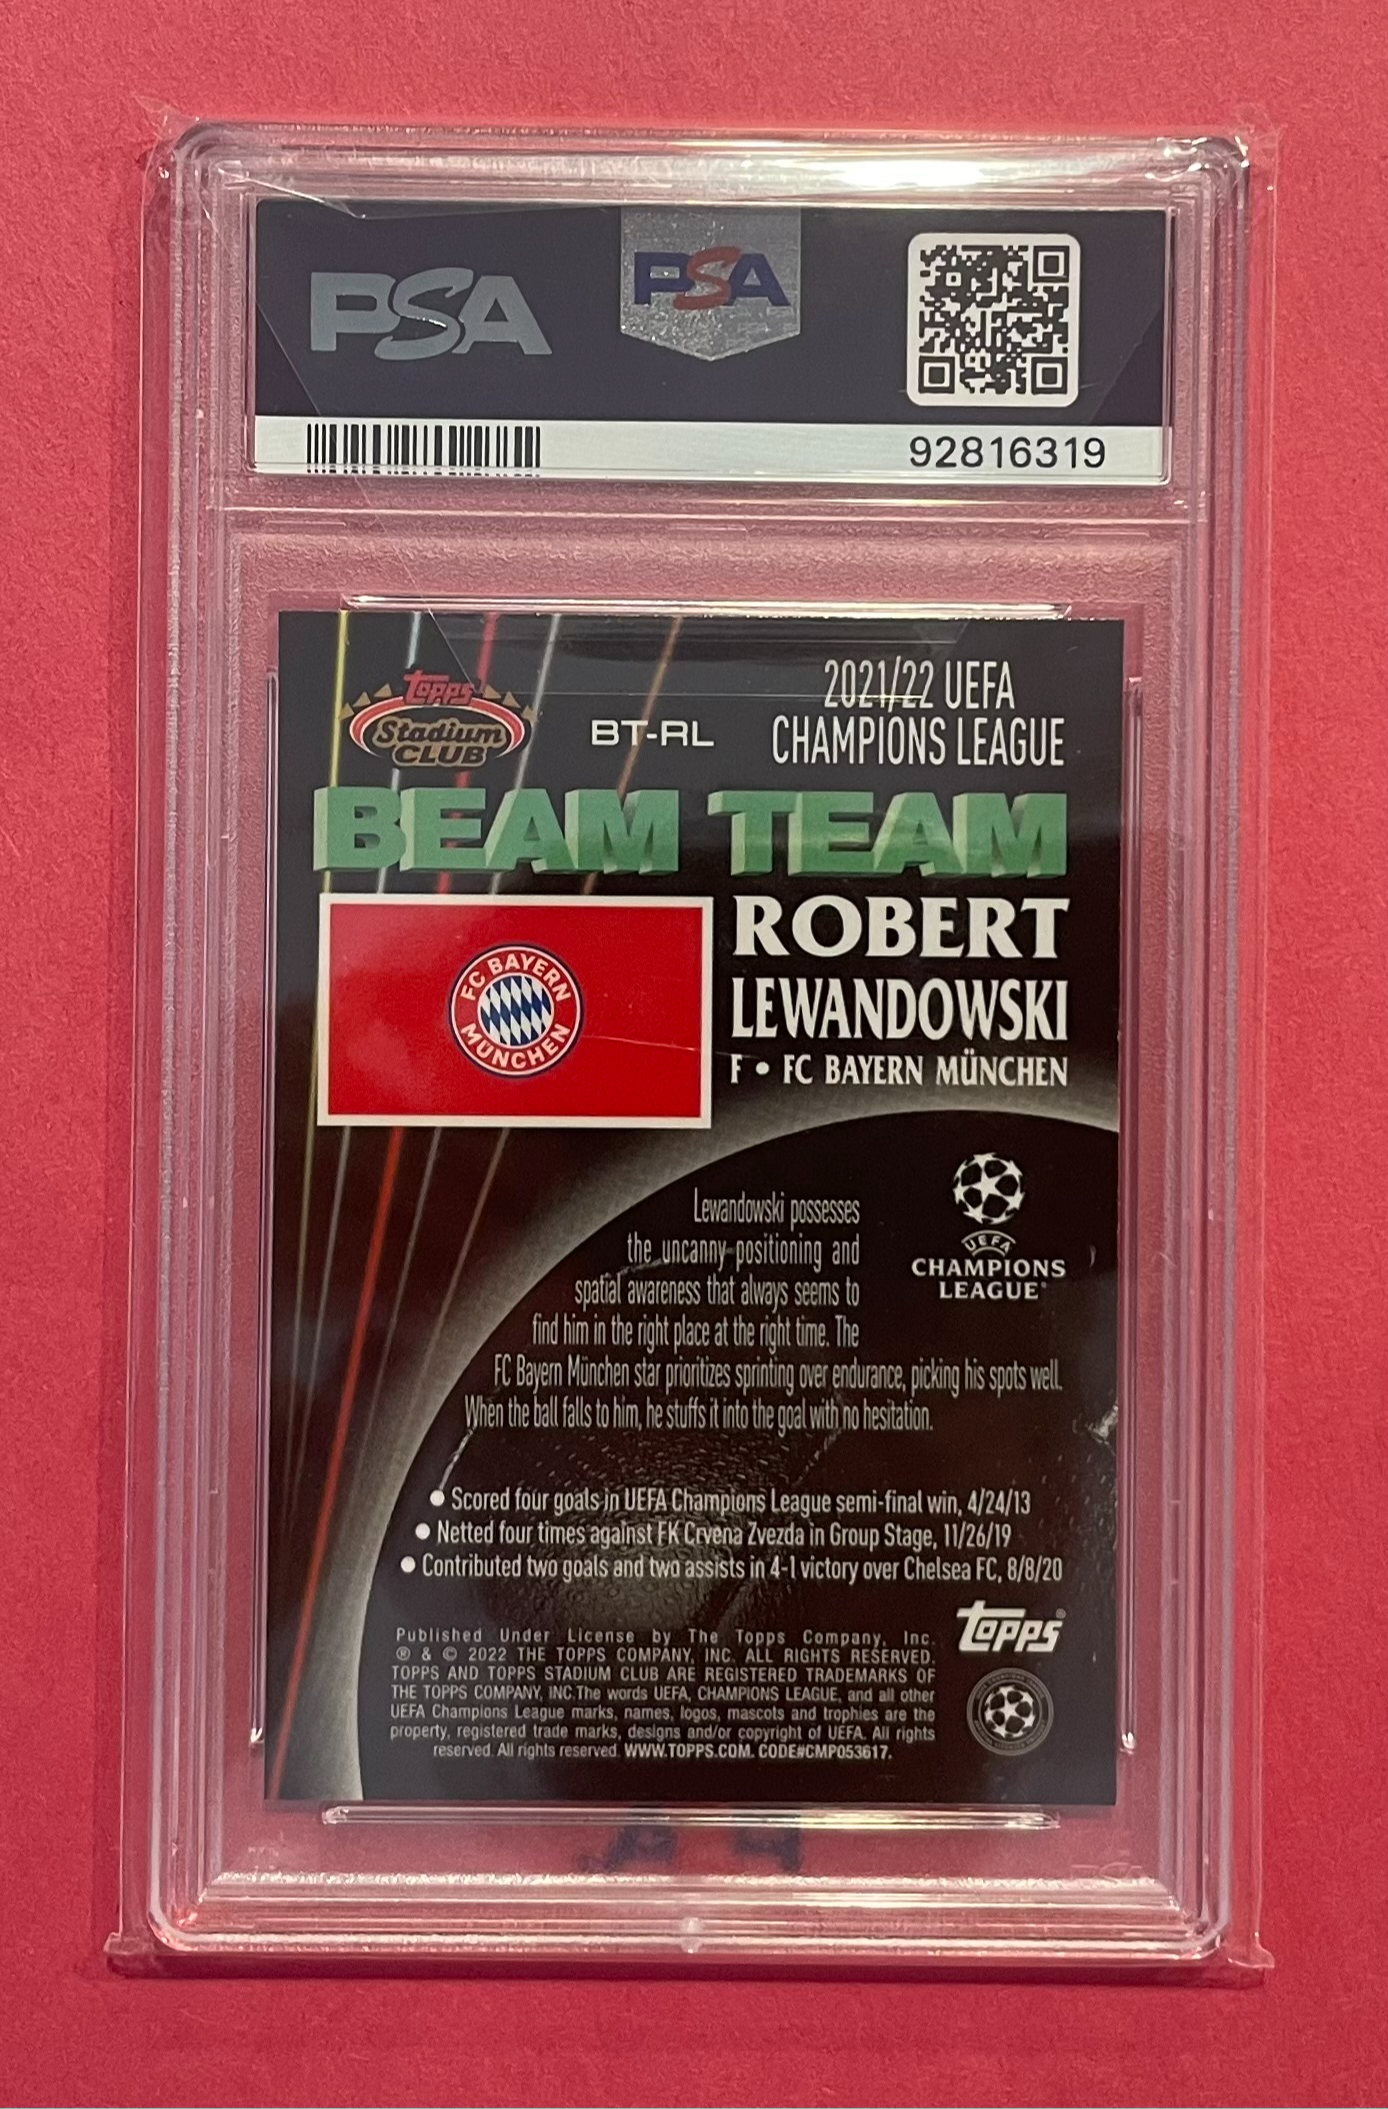 PSA
PSA
92816319
Topps
Stadium
CLUB
BT-RL
2021/22 UEFA
CHAMPIONS LEAGUE
BEAM TEAM
FC BAYERN
MÜNCHEN
ROBERT
LEWANDOWSKI
F • FC BAYERN MÜNCHEN
Lewandowski possesses
the uncanny positioning and
spatial awareness that always seems to
find him in the right place at the right time. The
FC Bayern München star prioritizes sprinting over endurance, picking his spots well.
When the ball falls to him, he stuffs it into the goal with no hesitation.
UEFA
CHAMPIONS
LEAGUE®
• Scored four goals in UEFA Champions League semi-final win, 4/24/13
• Netted four times against FK Crvena Zvezda in Group Stage, 11/26/19
• Contributed two goals and two assists in 4-1 victory over Chelsea FC, 8/8/20
Published Under License by The Topps Company, Inc.
® & © 2022 THE TOPPS COMPANY, INC. ALL RIGHTS RESERVED.
TOPPS AND TOPPS STADIUM CLUB ARE REGISTERED TRADEMARKS OF
THE TOPPS COMPANY, INC.The words UEFA, CHAMPIONS LEAGUE, and all other
UEFA Champions League marks, names, logos, mascots and trophies are the
property, registered trade marks, designs and/or copyright of UEFA. All rights
reserved. All rights reserved. WWW.TOPPS.COM. CODE#CMP053617.
Topps®